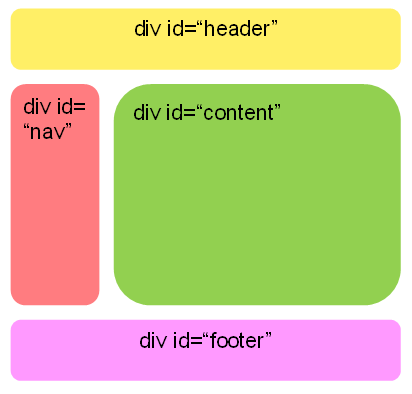 div id=“header”
div id=
“nav”
div id=“content”
div id=“footer”